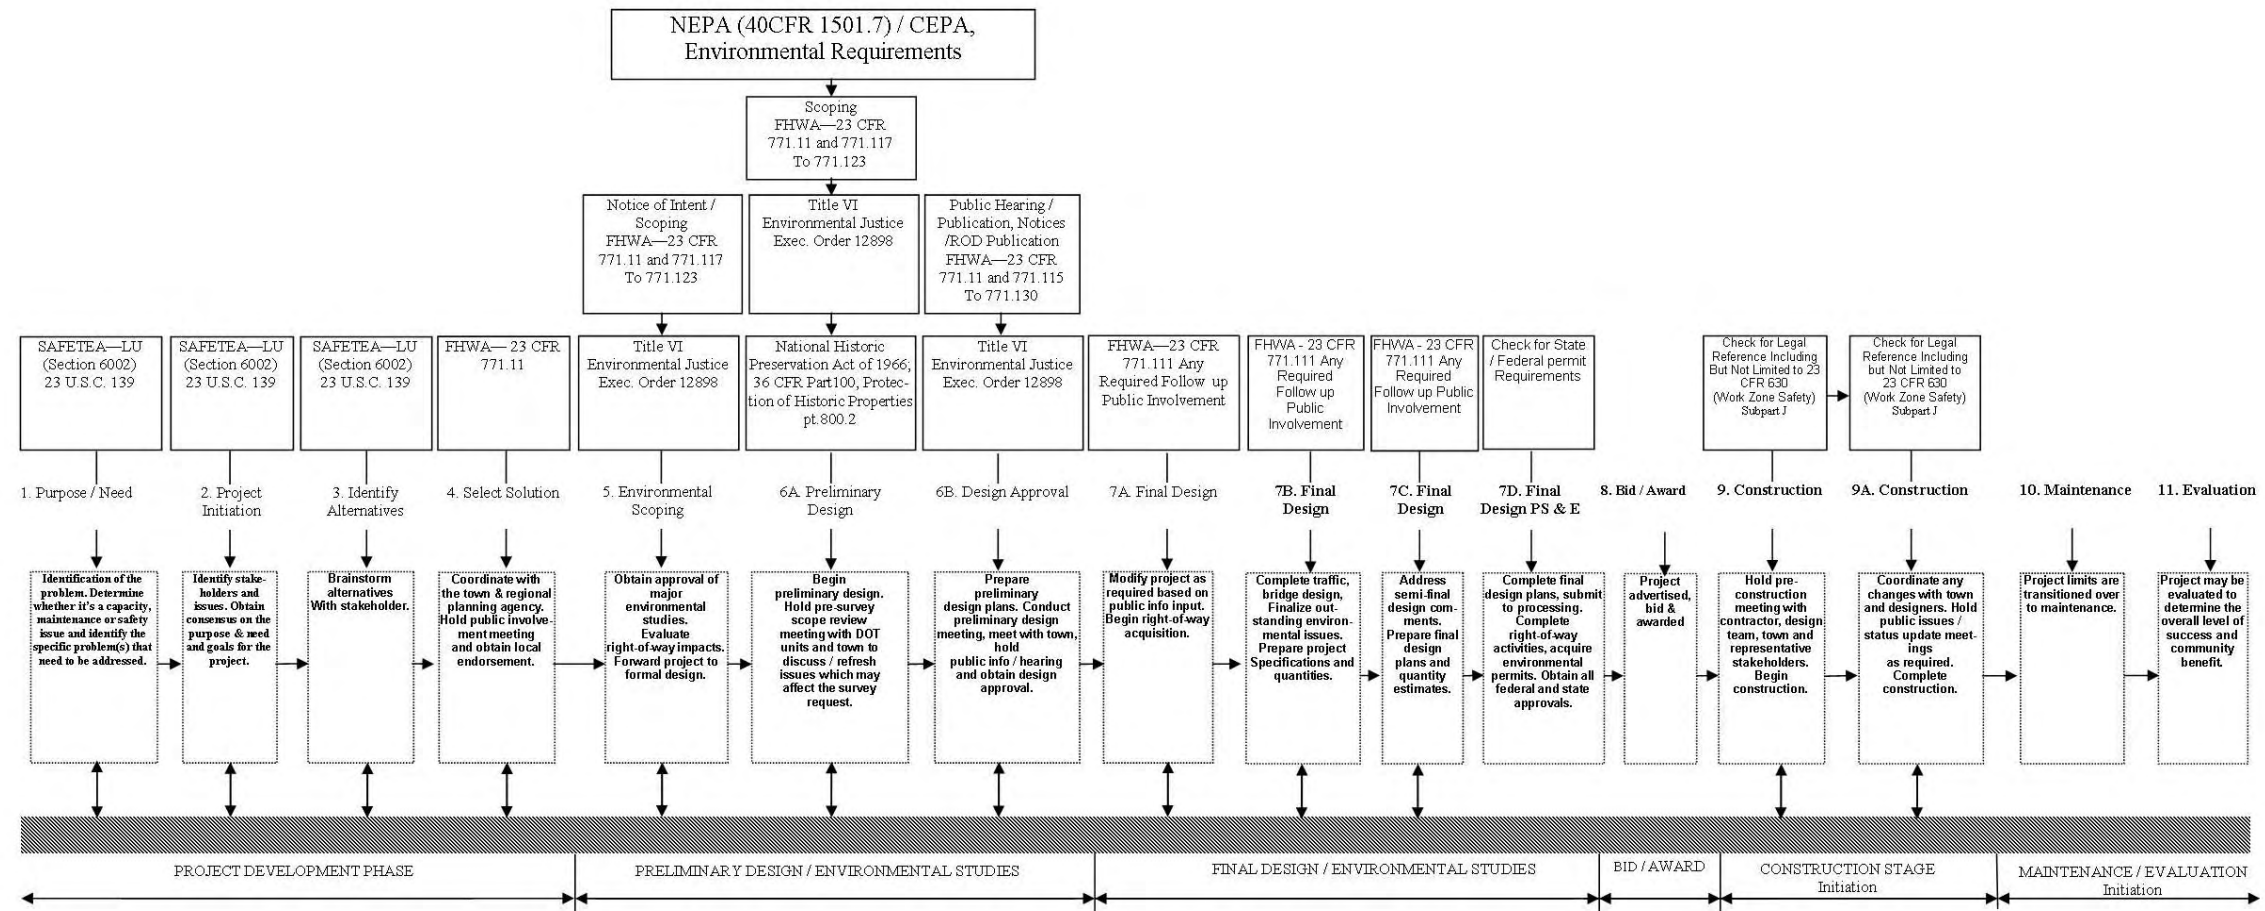 NEPA (40CFR 1501.7) / CEPA,
Environmental Requirements
Scoping
FHWA—23 CFR
771.11 and 771.117
To 771.123
Notice of Intent /
Scoping
FHWA—23 CFR
771.11 and 771.117
To 771.123
Title VI
Environmental Justice
Exec. Order 12898
Public Hearing /
Publication, Notices
/ROD Publication
FHWA—23 CFR
771.11 and 771.115
To 771.130
SAFETEA—LU
(Section 6002)
23 U.S.C. 139
SAFETEA—LU
(Section 6002)
23 U.S.C. 139
SAFETEA—LU
(Section 6002)
23 U.S.C. 139
FHWA— 23 CFR
771.11
Title VI
Environmental Justice
Exec. Order 12898
National Historic
Preservation Act of 1966;
36 CFR Part100, Protec-
tion of Historic Properties
pt.800.2
Title VI
Environmental Justice
Exec. Order 12898
FHWA—23 CFR
771.111 Any
Required Follow up
Public Involvement
FHWA - 23 CFR
771.111 Any
Required
Follow up
Public
Involvement
FHWA - 23 CFR
771.111 Any
Required
Follow up Public
Involvement
Check for State
/ Federal permit
Requirements
Check for Legal
Reference Including
But Not Limited to 23
CFR 630
(Work Zone Safety)
Subpart J
Check for Legal
Reference Including
but Not Limited to
23 CFR 630
(Work Zone Safety)
Subpart J
1. Purpose / Need
2. Project
Initiation
3. Identify
Alternatives
4. Select Solution
5. Environmental
Scoping
6A. Preliminary
Design
6B. Design Approval
7A. Final Design
7B. Final
Design
7C. Final
Design
7D. Final
Design PS & E
8. Bid / Award
9. Construction
9A. Construction
10. Maintenance
11. Evaluation
Identification of the
problem. Determine
whether it's a capacity,
maintenance or safety
issue and identify the
specific problem(s) that
need to be addressed.
Identify stake-
holders and
issues. Obtain
consensus on the
purpose & need
and goals for the
project.
Brainstorm
alternatives
With stakeholder.
Coordinate with
the town & regional
planning agency.
Hold public involve-
ment meeting
and obtain local
endorsement.
Obtain approval of
major
environmental
studies.
Evaluate
right-of-way impacts.
Forward project to
formal design.
Begin
preliminary design.
Hold pre-survey
scope review
meeting with DOT
units and town to
discuss / refresh
issues which may
affect the survey
request.
Prepare
preliminary
design plans. Conduct
preliminary design
meeting, meet with town,
hold
public info / hearing
and obtain design
approval.
Modify project as
required based on
public info input.
Begin right-of-way
acquisition.
Complete traffic,
bridge design,
Finalize out-
standing environ-
mental issues.
Prepare project
Specifications and
quantities.
Address
semi-final
design com-
ments.
Prepare final
design
plans and
quantity
estimates.
Complete final
design plans, submit
to processing.
Complete
right-of-way
activities, acquire
environmental
permits. Obtain all
federal and state
approvals.
Project
advertised,
bid &
awarded
Hold pre-
construction
meeting with
contractor, design
team, town and
representative
stakeholders.
Begin
construction.
Coordinate any
changes with town
and designers. Hold
public issues /
status update meet-
ings
as required.
Complete
construction.
Project limits are
transitioned over
to maintenance.
Project may be
evaluated to
determine the
overall level of
success and
community
benefit.
PROJECT DEVELOPMENT PHASE
PRELIMINARY DESIGN / ENVIRONMENTAL STUDIES
FINAL DESIGN / ENVIRONMENTAL STUDIES
BID / AWARD
CONSTRUCTION STAGE
Initiation
MAINTENANCE / EVALUATION
Initiation